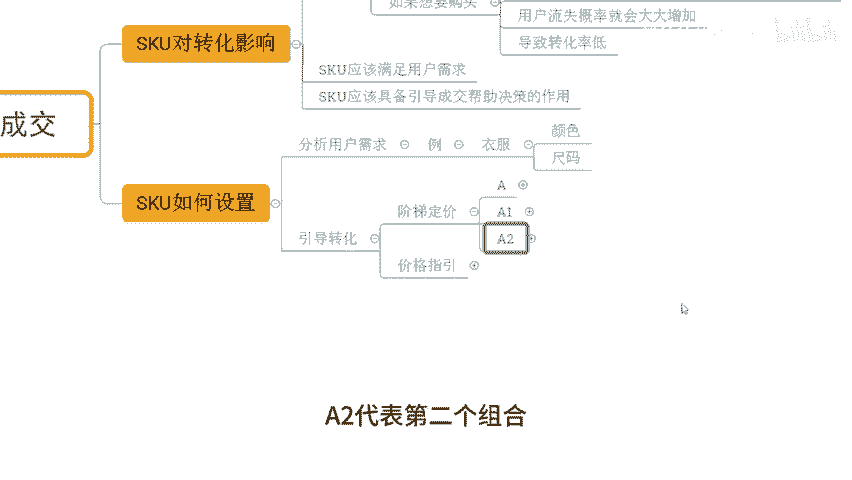 如果想要购买
用户流失概率就会大大增加
导致转化率低
SKU对转化影响
SKU应该满足用户需求
SKU应该具备引导成交帮助决策的作用
成交
分析用户需求
例
衣服
颜色
尺码
SKU如何设置
引导转化
阶梯定价
A
A1
A2
价格指引
A2代表第二个组合